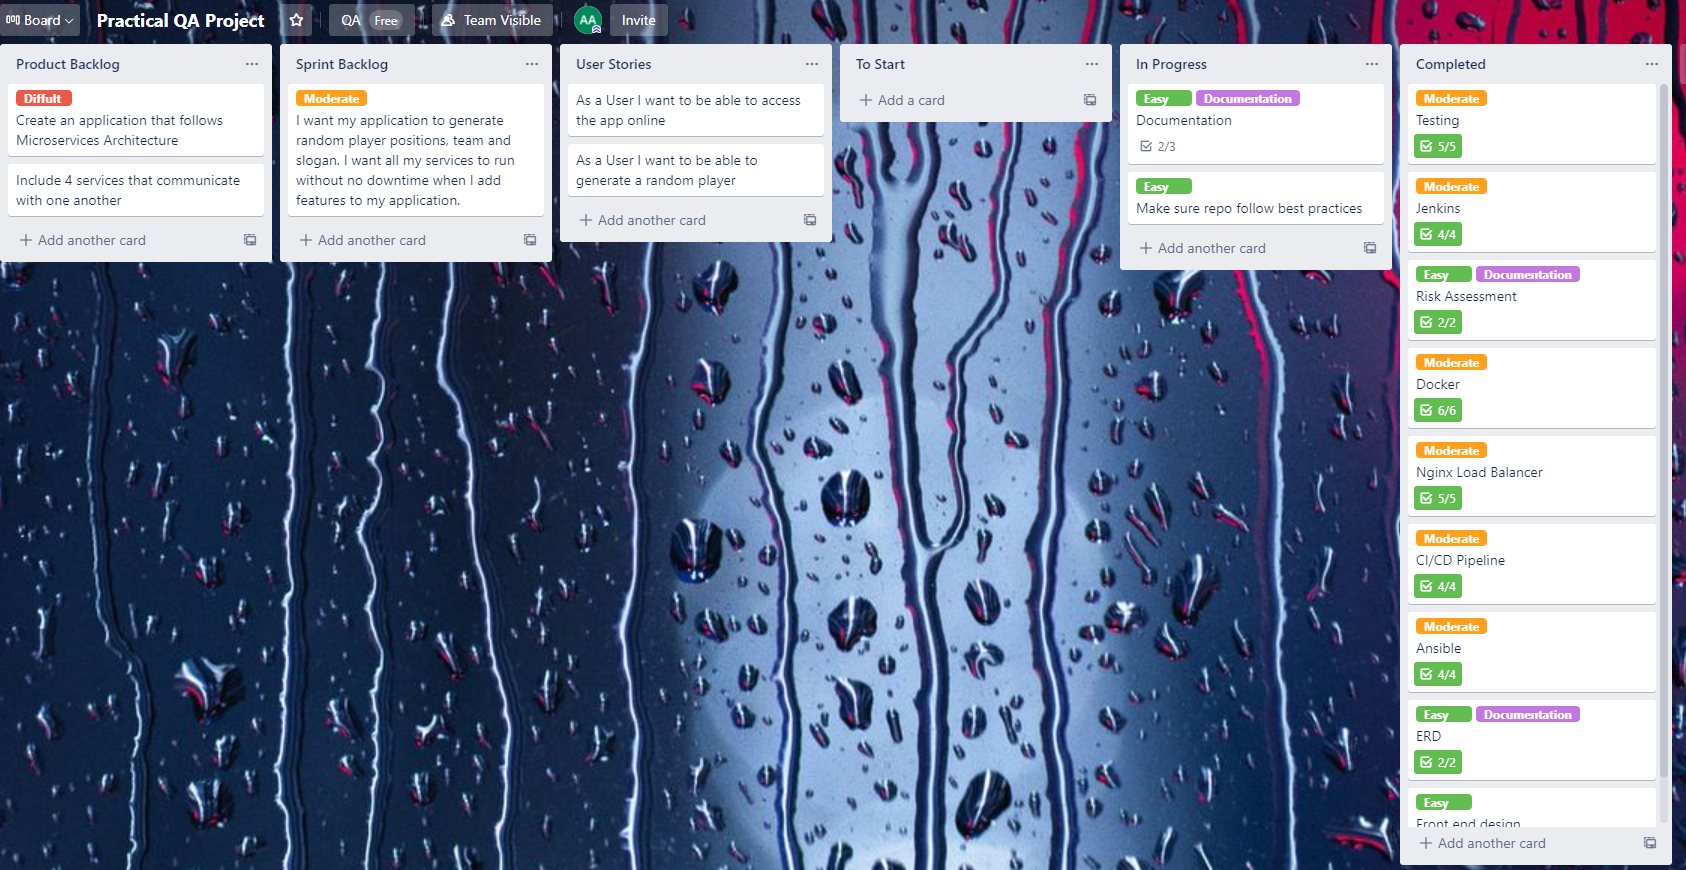 Board
Practical QA Project
QA Free
Team Visible
AA
Invite
Product Backlog
Diffult
Create an application that follows
Microservices Architecture
Include 4 services that communicate
with one another
Add another card
Sprint Backlog
Moderate
I want my application to generate
random player positions, team and
slogan. I want all my services to run
without no downtime when I add
features to my application.
Add another card
User Stories
As a User I want to be able to access
the app online
As a User I want to be able to
generate a random player
Add another card
To Start
Add a card
In Progress
Easy Documentation
Documentation
2/3
Easy
Make sure repo follow best practices
Add another card
Completed
Moderate
Testing
5/5
Moderate
Jenkins
4/4
Easy Documentation
Risk Assessment
2/2
Moderate
Docker
6/6
Moderate
Nginx Load Balancer
5/5
Moderate
CI/CD Pipeline
4/4
Moderate
Ansible
4/4
Easy Documentation
ERD
2/2
Easy
Front end design
Add another card